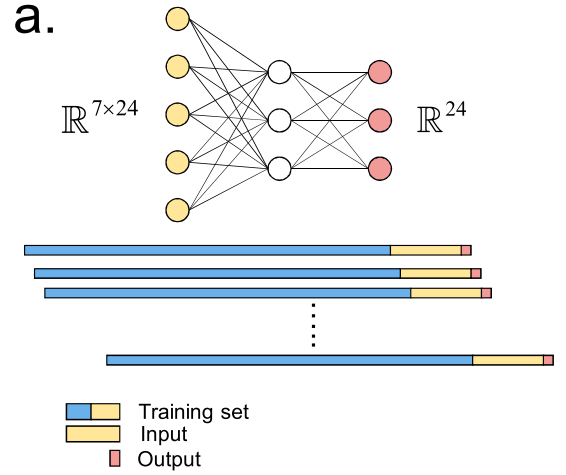 a.
ℝ^{7×24}
ℝ^{24}
Training set
Input
Output